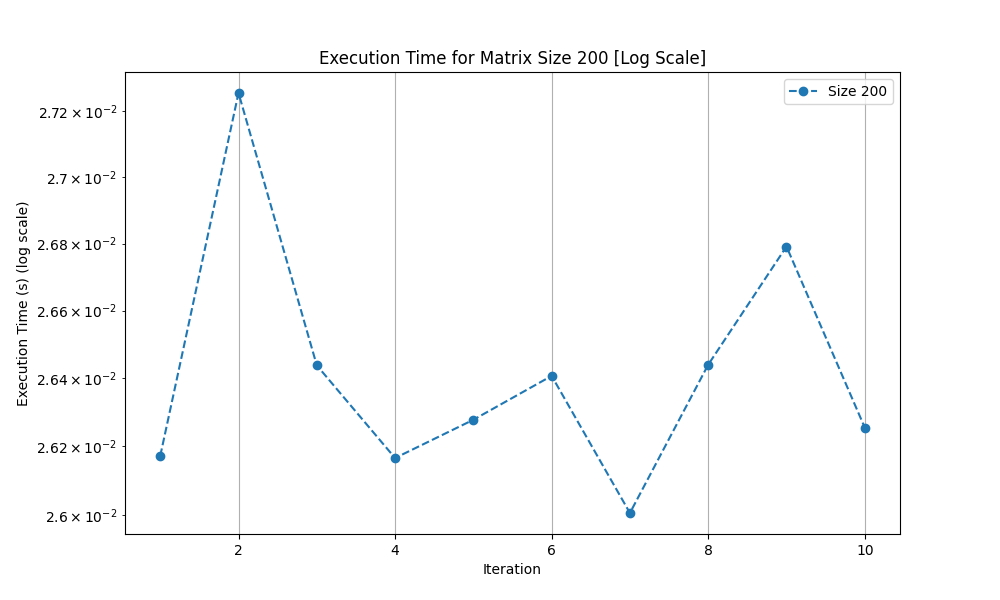 Execution Time for Matrix Size 200 [Log Scale]
Size 200
2.72 × 10⁻²
2.7 × 10⁻²
2.68 × 10⁻²
2.66 × 10⁻²
2.64 × 10⁻²
2.62 × 10⁻²
2.6 × 10⁻²
Execution Time (s) (log scale)
2 4 6 8 10
Iteration